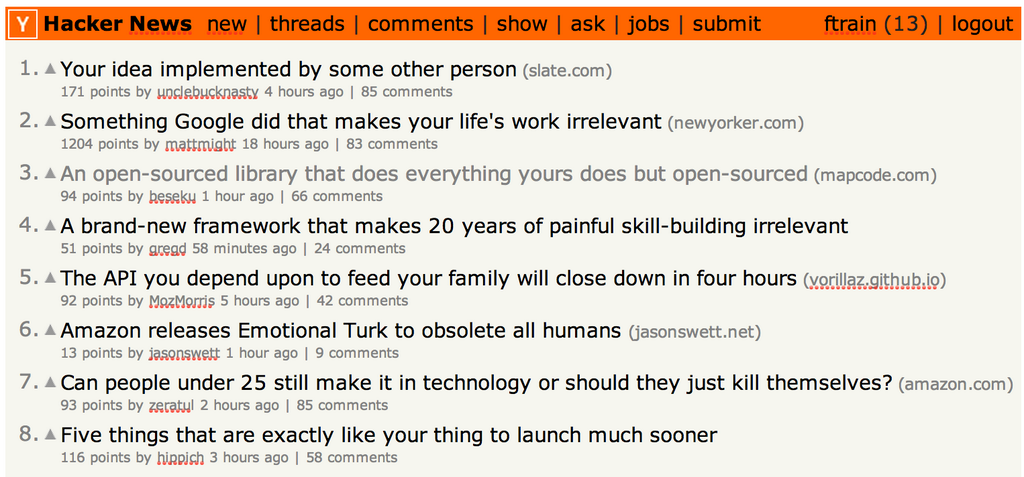 Y Hacker News new | threads | comments | show | ask | jobs | submit ftrain (13) | logout
1. ▲ Your idea implemented by some other person (slate.com)
171 points by unclebucknasty 4 hours ago | 85 comments
2. ▲ Something Google did that makes your life's work irrelevant (newyorker.com)
1204 points by mattmight 18 hours ago | 83 comments
3. ▲ An open-sourced library that does everything yours does but open-sourced (mapcode.com)
94 points by beseku 1 hour ago | 66 comments
4. ▲ A brand-new framework that makes 20 years of painful skill-building irrelevant
51 points by gregd 58 minutes ago | 24 comments
5. ▲ The API you depend upon to feed your family will close down in four hours (vorillaz.github.io)
92 points by MozMorris 5 hours ago | 42 comments
6. ▲ Amazon releases Emotional Turk to obsolete all humans (jasonswett.net)
13 points by jasonswett 1 hour ago | 9 comments
7. ▲ Can people under 25 still make it in technology or should they just kill themselves? (amazon.com)
93 points by zeratul 2 hours ago | 85 comments
8. ▲ Five things that are exactly like your thing to launch much sooner
116 points by hippich 3 hours ago | 58 comments